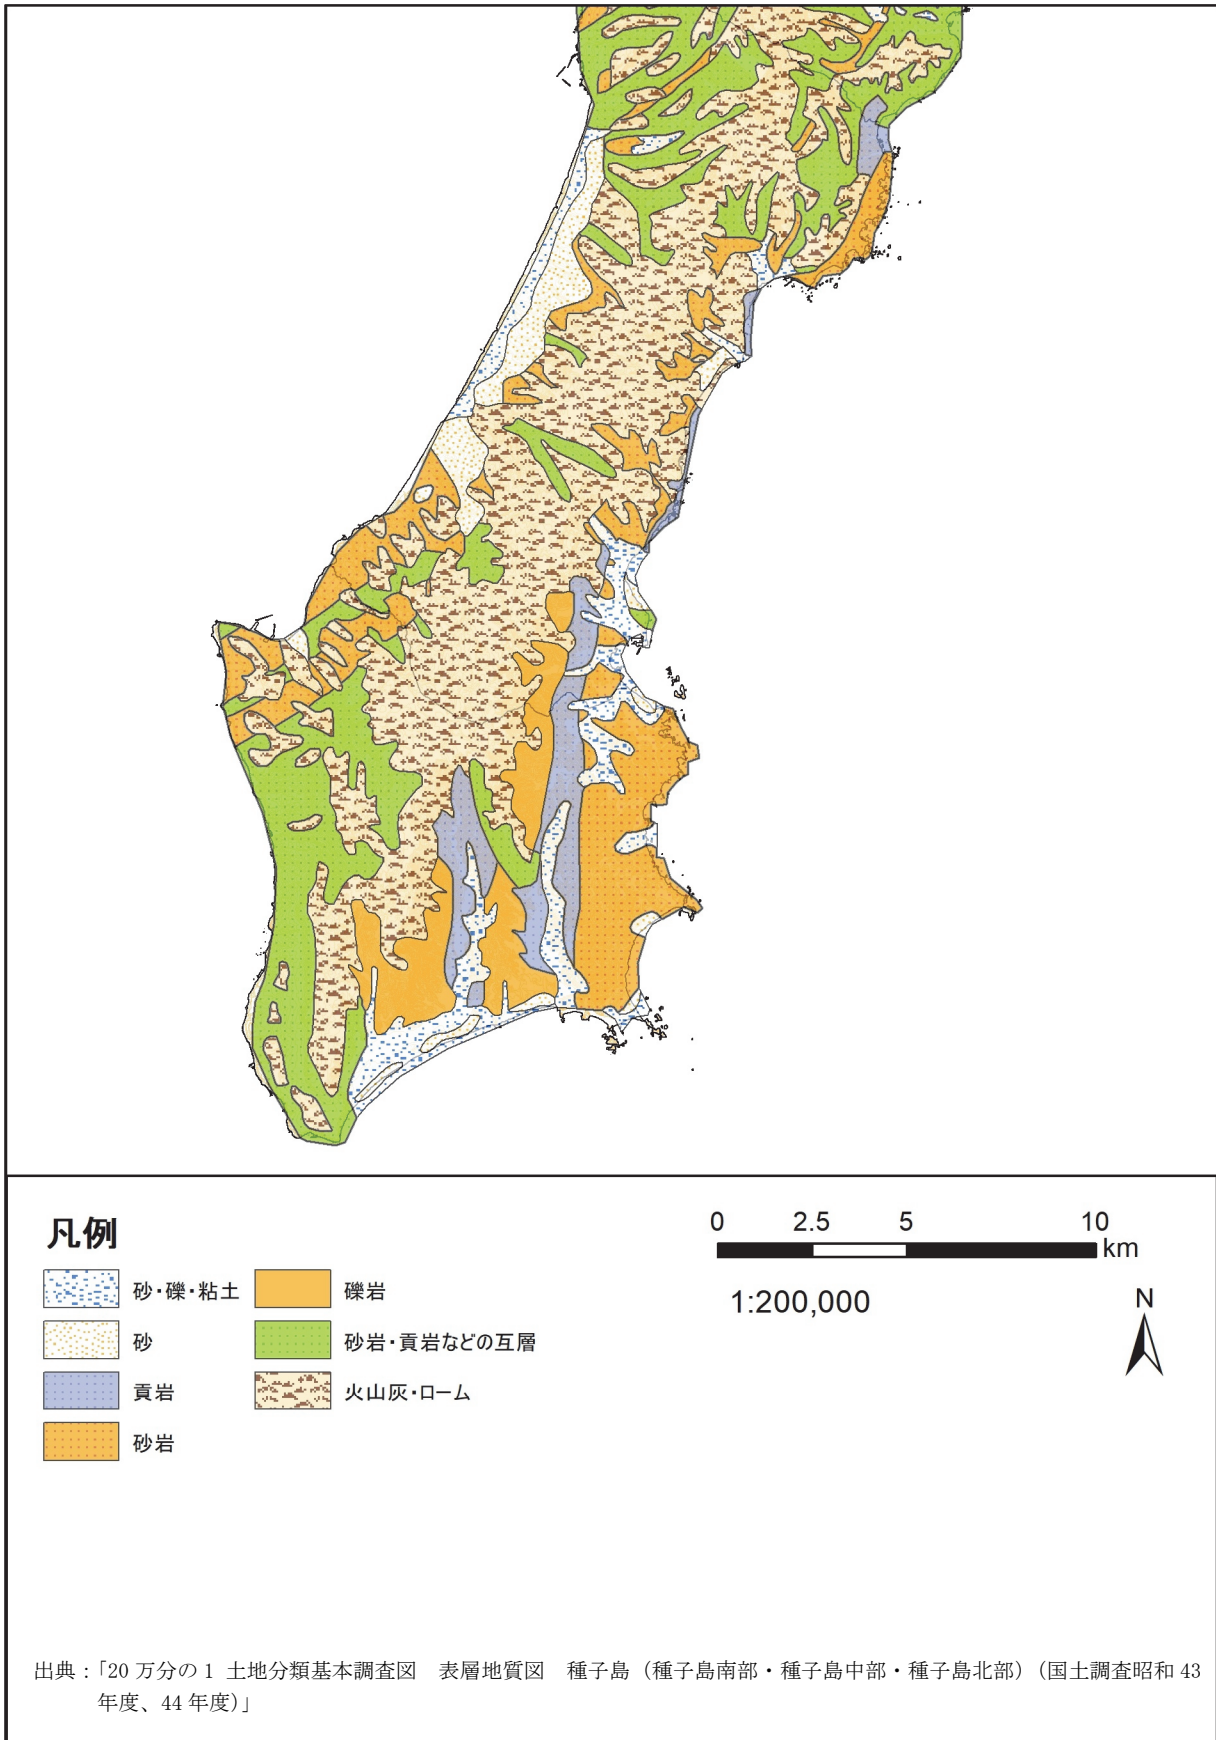 凡例
砂・礫・粘土
砂
貢岩
砂岩
礫岩
砂岩・貢岩などの互層
火山灰・ローム
0 2.5 5 10
km
1:200,000
N
出典：「20 万分の 1 土地分類基本調査図 表層地質図 種子島（種子島南部・種子島中部・種子島北部）（国土調査昭和 43
年度、44 年度）」